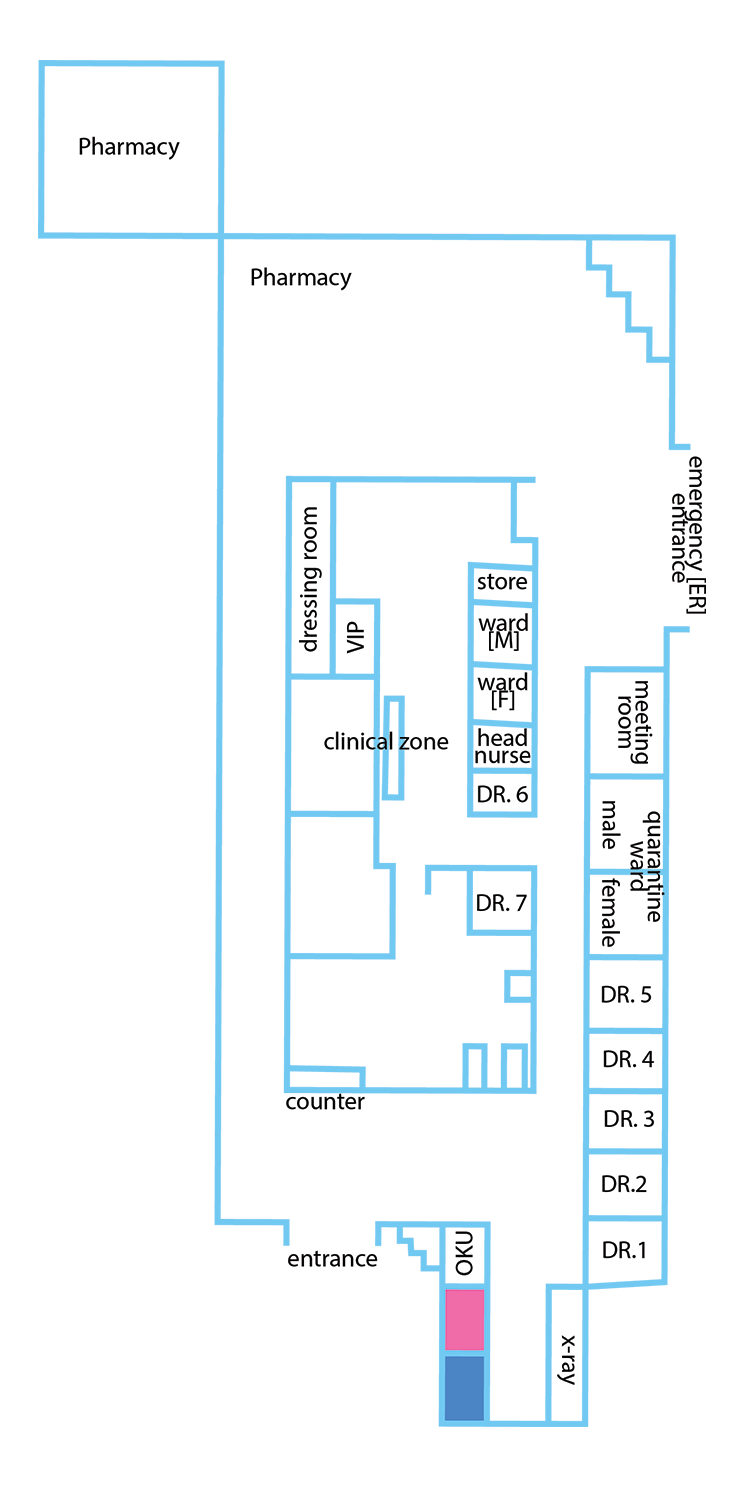 Pharmacy
Pharmacy
emergency [ER]
entrance
dressing room
VIP
store
ward
[M]
ward
[F]
head
nurse
DR. 6
clinical zone
meeting
room
quarantine
ward
male
female
DR. 7
DR. 5
DR. 4
DR. 3
DR.2
DR.1
counter
entrance
OKU
x-ray